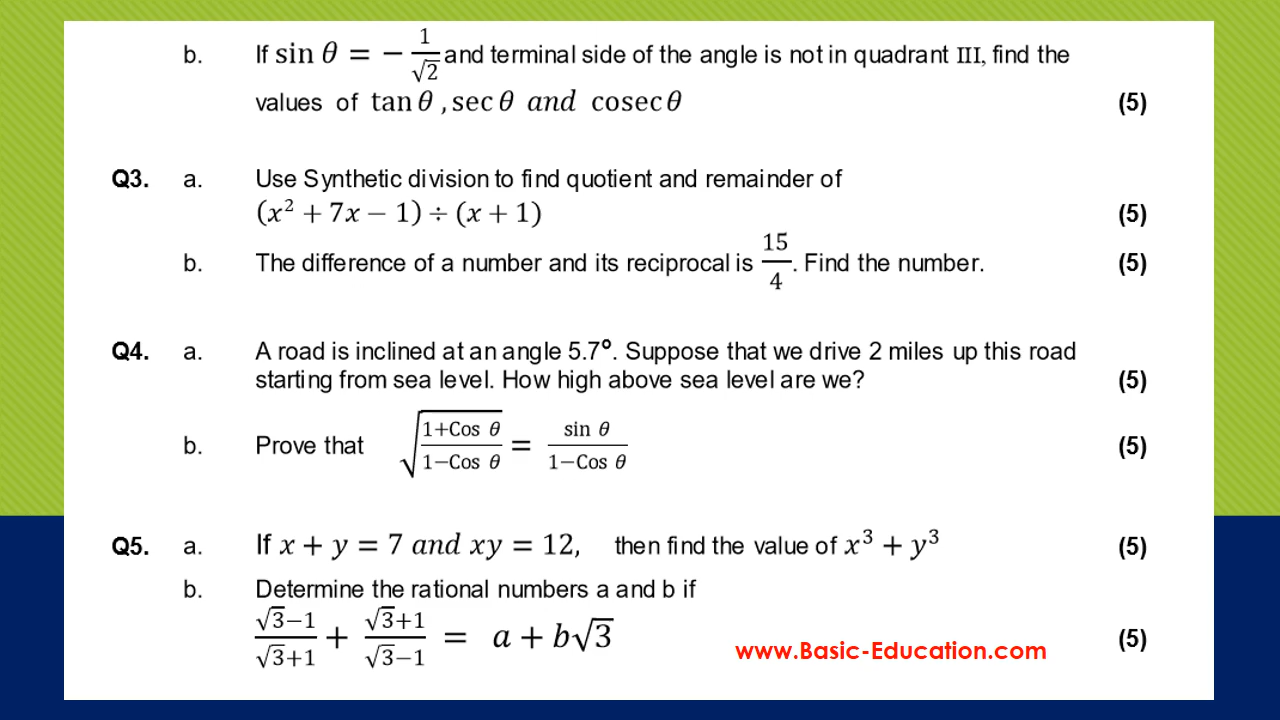 b. If sin θ = − 1/√2 and terminal side of the angle is not in quadrant III, find the
values of tan θ , sec θ and cosec θ (5)
Q3. a. Use Synthetic division to find quotient and remainder of
(x² + 7x − 1) ÷ (x + 1) (5)
b. The difference of a number and its reciprocal is 15/4. Find the number. (5)
Q4. a. A road is inclined at an angle 5.7°. Suppose that we drive 2 miles up this road
starting from sea level. How high above sea level are we? (5)
b. Prove that √((1+Cos θ)/(1−Cos θ)) = sin θ/(1−Cos θ) (5)
Q5. a. If x + y = 7 and xy = 12, then find the value of x³ + y³ (5)
b. Determine the rational numbers a and b if
(√3−1)/(√3+1) + (√3+1)/(√3−1) = a + b√3 (5)
www.Basic-Education.com